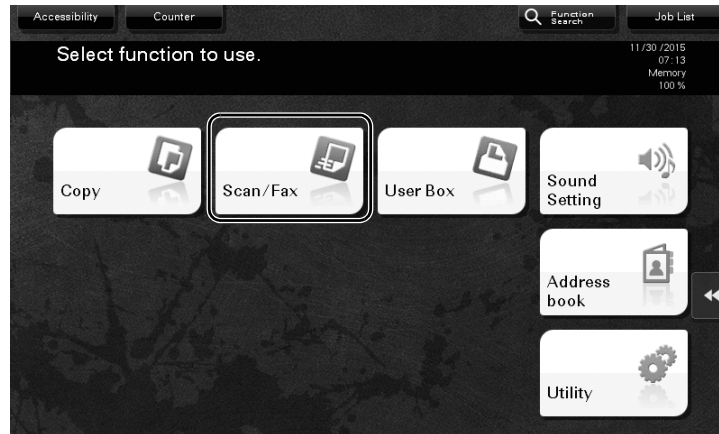 Accessibility
Counter
Function
Search
Job List
Select function to use.
11/30 /2015
07:13
Memory
100 %
Copy
Scan/Fax
User Box
Sound
Setting
Address
book
Utility